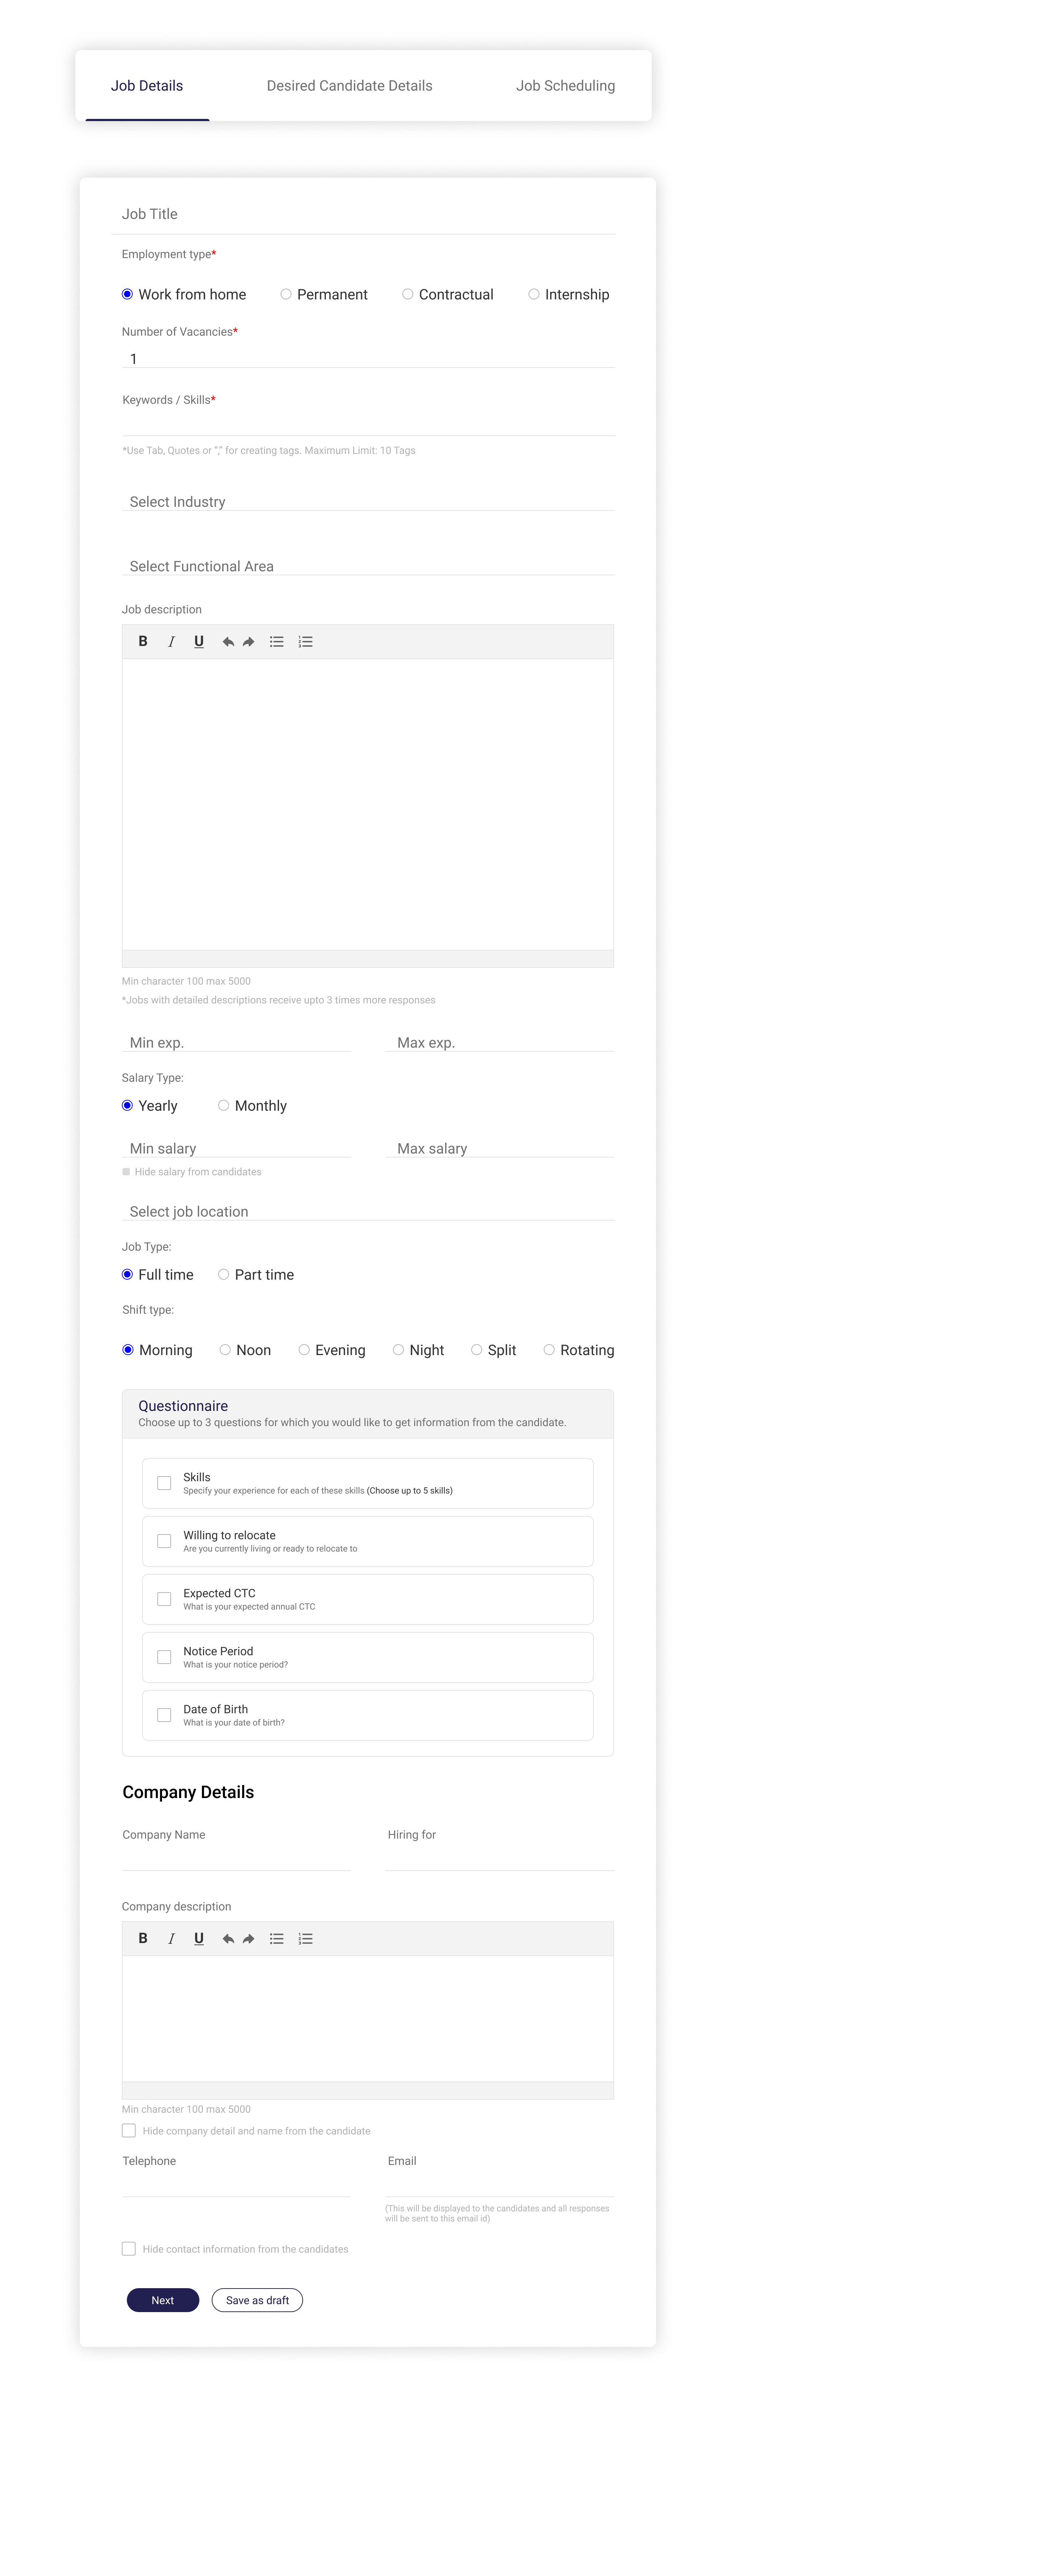 Job Details Desired Candidate Details Job Scheduling
Job Title
Employment type*
Work from home Permanent Contractual Internship
Number of Vacancies*
1
Keywords / Skills*
*Use Tab, Quotes or “,” for creating tags. Maximum Limit: 10 Tags
Select Industry
Select Functional Area
Job description
B I U
Min character 100 max 5000
*Jobs with detailed descriptions receive upto 3 times more responses
Min exp. Max exp.
Salary Type:
Yearly Monthly
Min salary Max salary
Hide salary from candidates
Select job location
Job Type:
Full time Part time
Shift type:
Morning Noon Evening Night Split Rotating
Questionnaire
Choose up to 3 questions for which you would like to get information from the candidate.
Skills
Specify your experience for each of these skills (Choose up to 5 skills)
Willing to relocate
Are you currently living or ready to relocate to
Expected CTC
What is your expected annual CTC
Notice Period
What is your notice period?
Date of Birth
What is your date of birth?
Company Details
Company Name Hiring for
Company description
B I U
Min character 100 max 5000
Hide company detail and name from the candidate
Telephone Email
(This will be displayed to the candidates and all responses
will be sent to this email id)
Hide contact information from the candidates
Next Save as draft